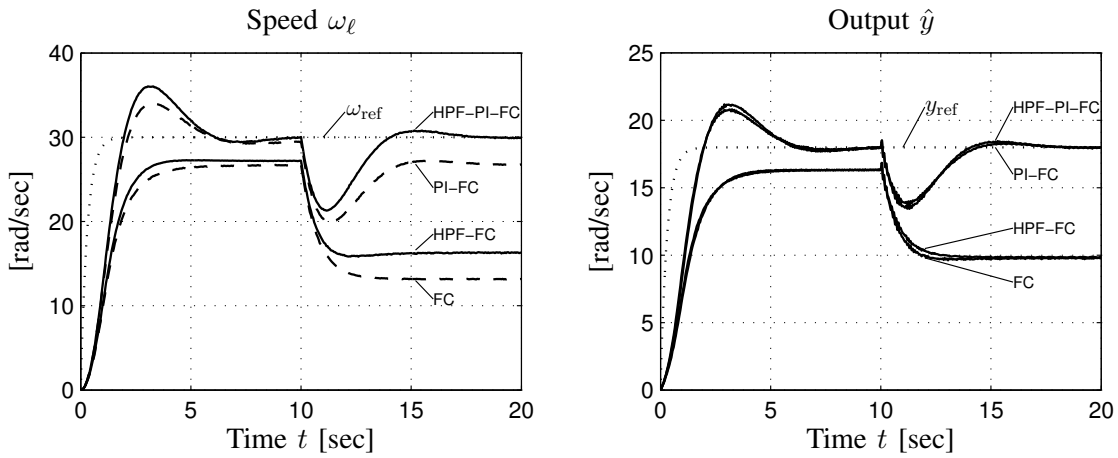 Speed ωℓ
[rad/sec]
40
30
20
10
0
ωref
HPF–PI–FC
PI–FC
HPF–FC
FC
0 5 10 15 20
Time t [sec]
Output ŷ
[rad/sec]
25
20
15
10
5
0
yref
HPF–PI–FC
PI–FC
HPF–FC
FC
0 5 10 15 20
Time t [sec]